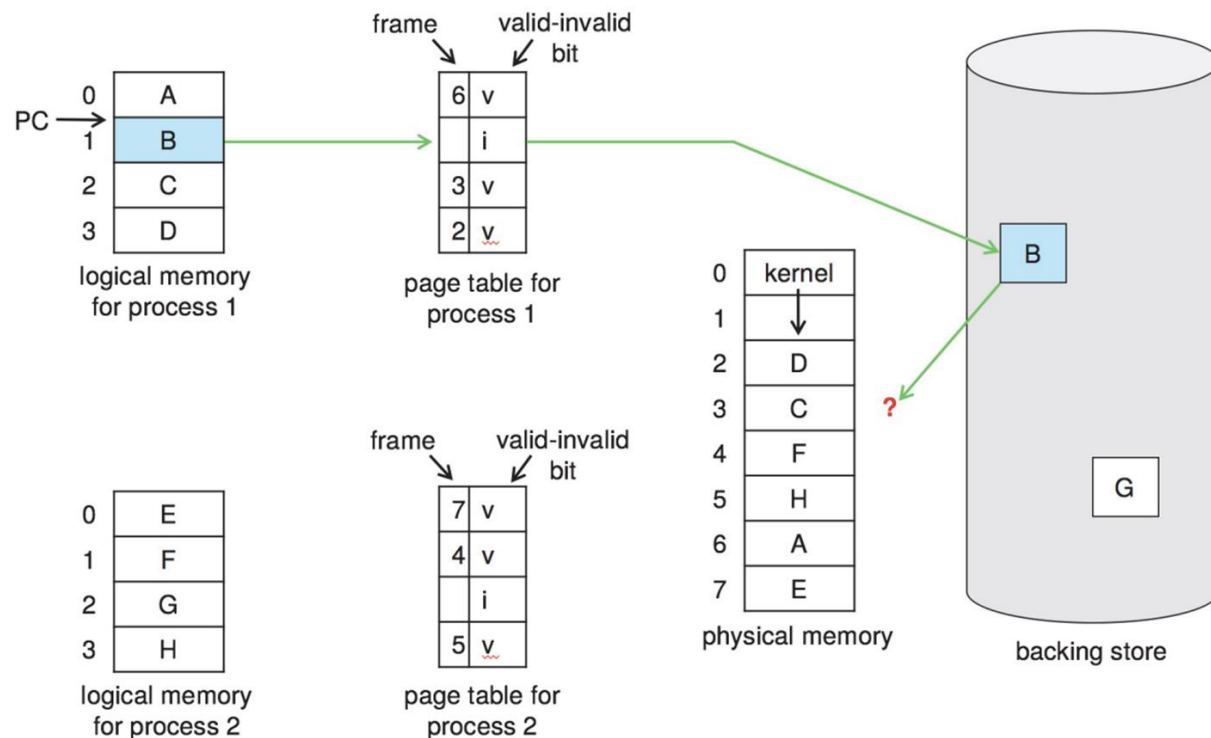 frame
valid-invalid
bit
PC
0 A
1 B
2 C
3 D
logical memory
for process 1
6 v
i
3 v
2 v
page table for
process 1
0 kernel
1
2 D
3 C
4 F
5 H
6 A
7 E
physical memory
B
?
G
backing store
frame
valid-invalid
bit
0 E
1 F
2 G
3 H
logical memory
for process 2
7 v
4 v
i
5 v
page table for
process 2